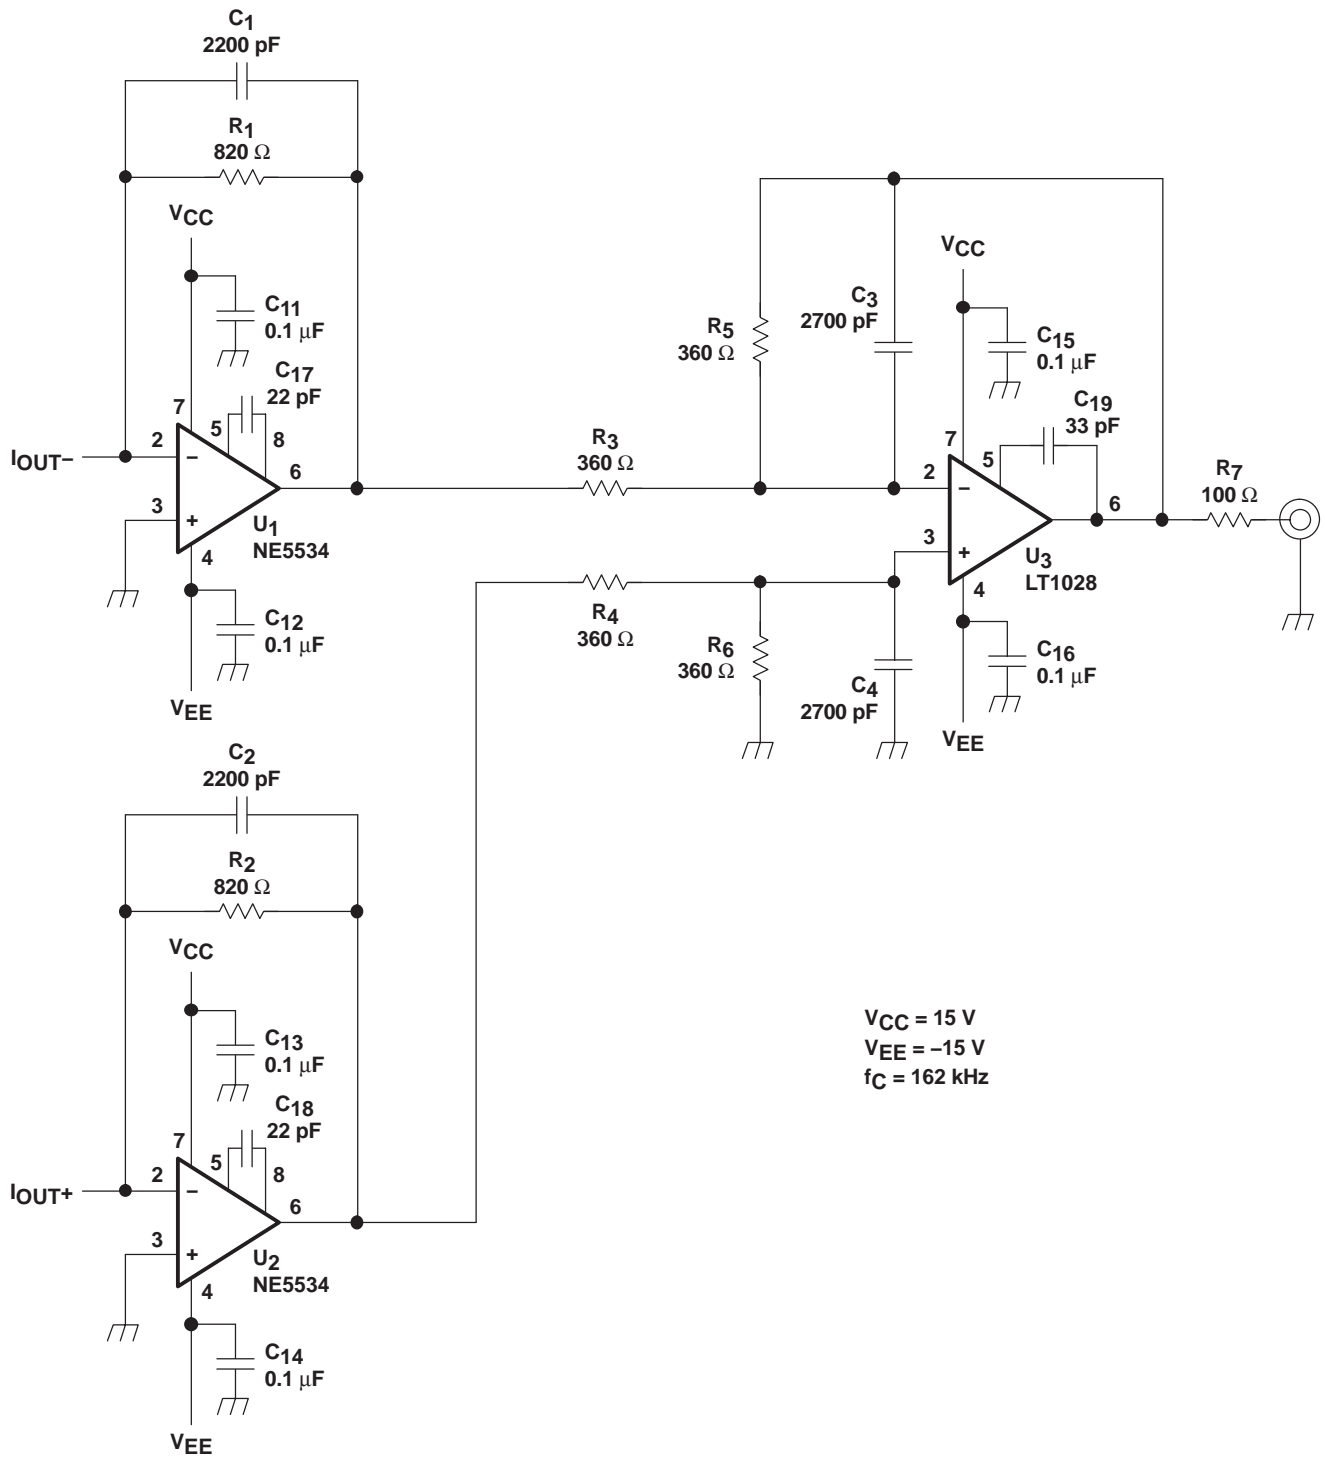 C1
2200 pF
R1
820 Ω
VCC
C11
0.1 μF
C17
22 pF
7
5
8
2
–
IOUT–
6
3
+
U1
NE5534
4
C12
0.1 μF
VEE
R3
360 Ω
R5
360 Ω
C3
2700 pF
VCC
C15
0.1 μF
C19
33 pF
7
5
2
–
6
R7
100 Ω
3
+
U3
LT1028
4
R4
360 Ω
R6
360 Ω
C4
2700 pF
C16
0.1 μF
VEE
C2
2200 pF
R2
820 Ω
VCC
C13
0.1 μF
C18
22 pF
7
5
8
2
–
IOUT+
6
3
+
U2
NE5534
4
C14
0.1 μF
VEE
VCC = 15 V
VEE = –15 V
fC = 162 kHz